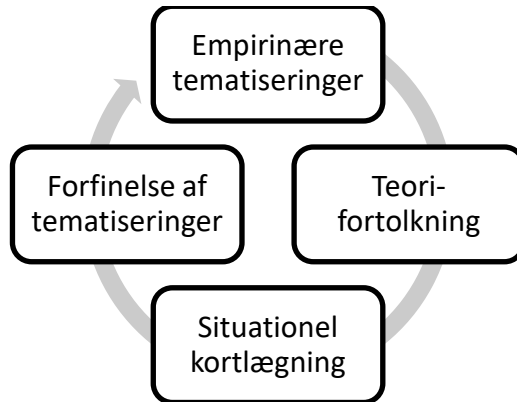 Empirinære
tematiseringer
Teori-
fortolkning
Situationel
kortlægning
Forfinelse af
tematiseringer